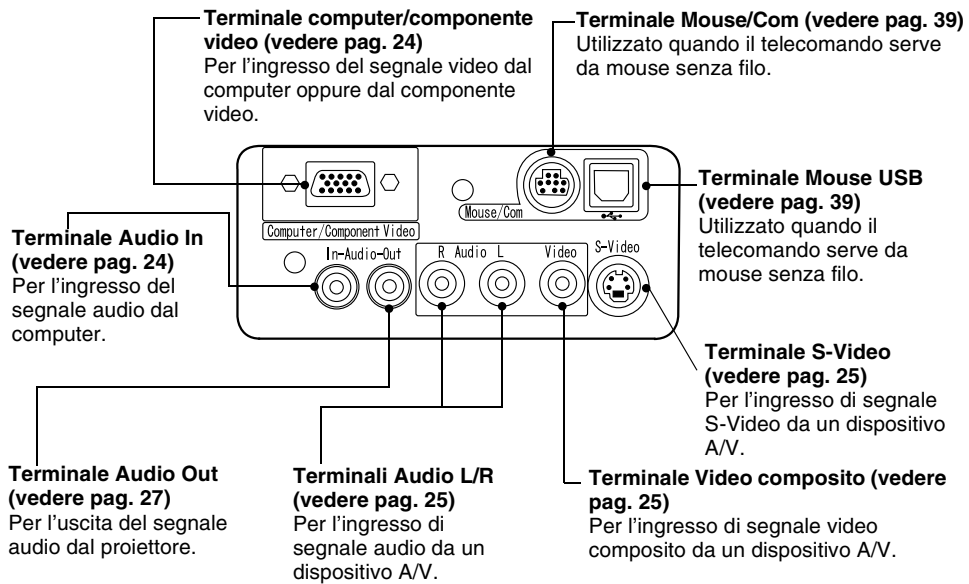 Terminale computer/componente
video (vedere pag. 24)
Per l'ingresso del segnale video dal
computer oppure dal componente
video.
Terminale Mouse/Com (vedere pag. 39)
Utilizzato quando il telecomando serve
da mouse senza filo.
Terminale Mouse USB
(vedere pag. 39)
Utilizzato quando il
telecomando serve da
mouse senza filo.
Terminale Audio In
(vedere pag. 24)
Per l'ingresso del
segnale audio dal
computer.
Mouse/Com
Computer/Component Video
In-Audio-Out
R Audio L
Video
S-Video
Terminale S-Video
(vedere pag. 25)
Per l'ingresso di segnale
S-Video da un dispositivo
A/V.
Terminale Audio Out
(vedere pag. 27)
Per l'uscita del segnale
audio dal proiettore.
Terminali Audio L/R
(vedere pag. 25)
Per l'ingresso di
segnale audio da un
dispositivo A/V.
Terminale Video composito (vedere
pag. 25)
Per l'ingresso di segnale video
composito da un dispositivo A/V.